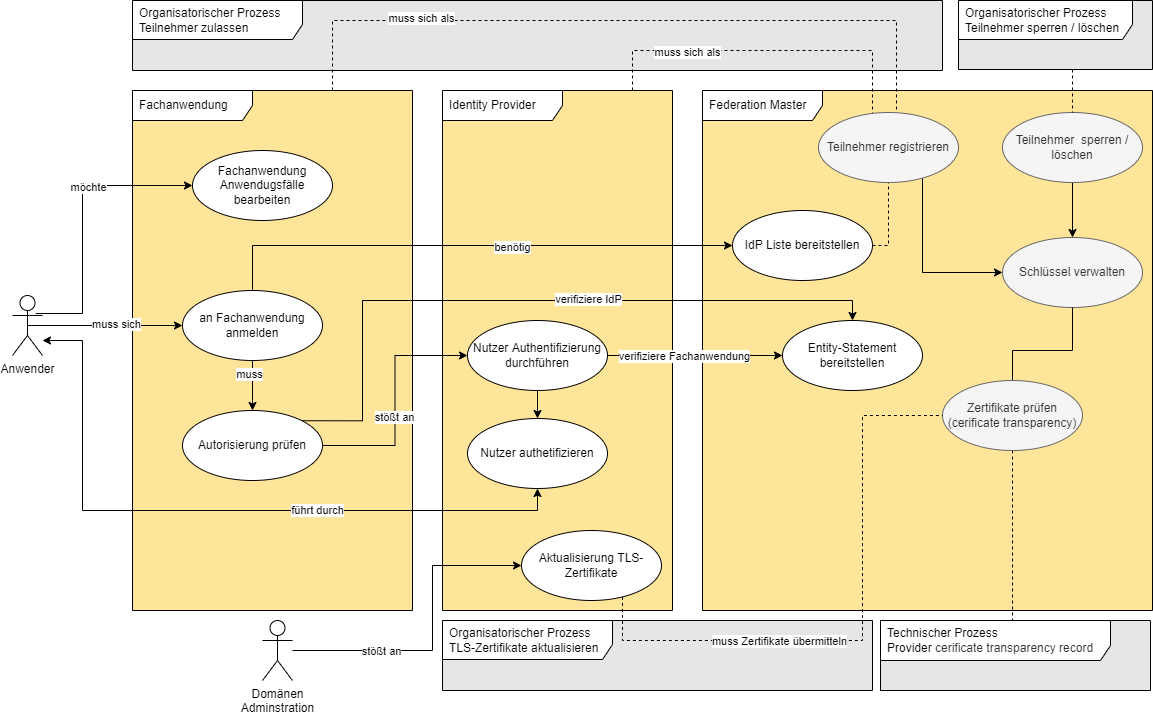 Organisatorischer Prozess
Teilnehmer zulassen
muss sich als
muss sich als
Organisatorischer Prozess
Teilnehmer sperren / löschen
Fachanwendung
Identity Provider
Federation Master
Fachanwendung
Anwendugsfälle
bearbeiten
Teilnehmer registrieren
Teilnehmer sperren /
löschen
möchte
benötig
IdP Liste bereitstellen
Schlüssel verwalten
verifiziere IdP
muss sich
an Fachanwendung
anmelden
Anwender
Nutzer Authentifizierung
durchführen
verifiziere Fachanwendung
Entity-Statement
bereitstellen
muss
stößt an
Zertifikate prüfen
(cerificate transparency)
Autorisierung prüfen
Nutzer authetifizieren
führt durch
Aktualisierung TLS-
Zertifikate
stößt an
Domänen
Adminstration
Organisatorischer Prozess
TLS-Zertifikate aktualisieren
muss Zertifikate übermitteln
Technischer Prozess
Provider cerificate transparency record